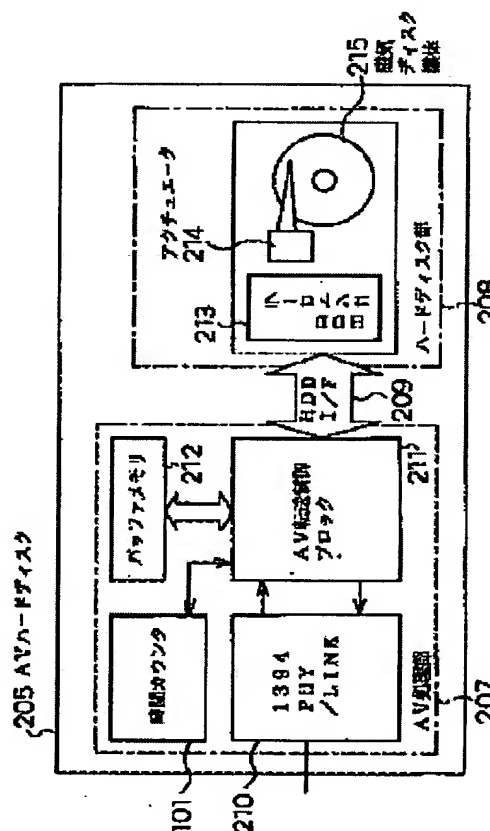 205 AVハードディスク
101
時間カウンタ
バッファメモリ
212
210
1394
PHY
/LINK
AV転送制御
ブロック
211
AV処理部
207
HDD
I/F
209
213
アクチュエータ
214
215
磁気
ディスク
媒体
ハードディスク部
208